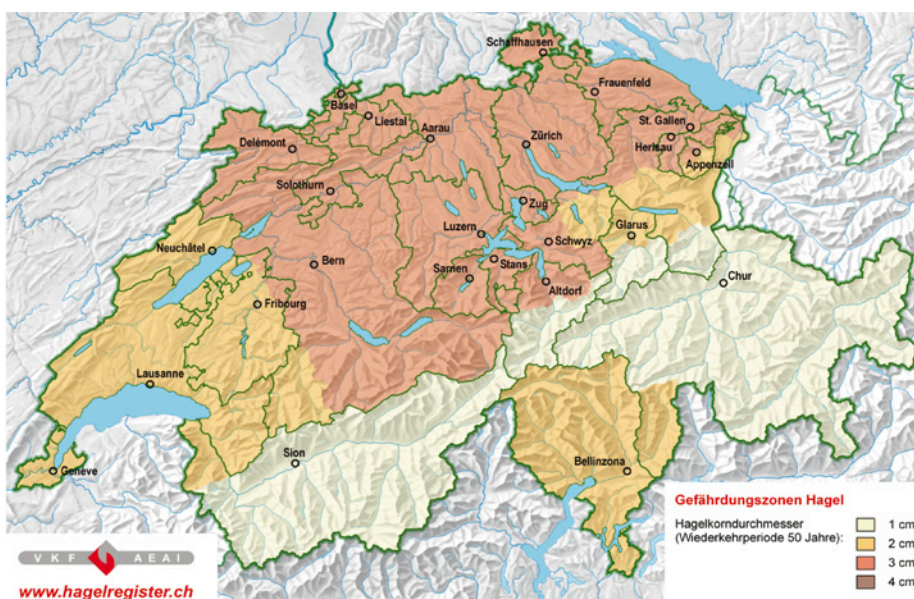 Schaffhausen
Frauenfeld
Basel
Liestal
St. Gallen
Aarau
Zürich
Herisau
Delémont
Appenzell
Solothurn
Zug
Luzern
Glarus
Neuchâtel
Schwyz
Bern
Stans
Sarnen
Chur
Altdorf
Fribourg
Lausanne
Sion
Geneve
Bellinzona
Gefährdungszonen Hagel
Hagelkorndurchmesser
(Wiederkehrperiode 50 Jahre):
1 cm
2 cm
3 cm
4 cm
VKF AEAI
www.hagelregister.ch